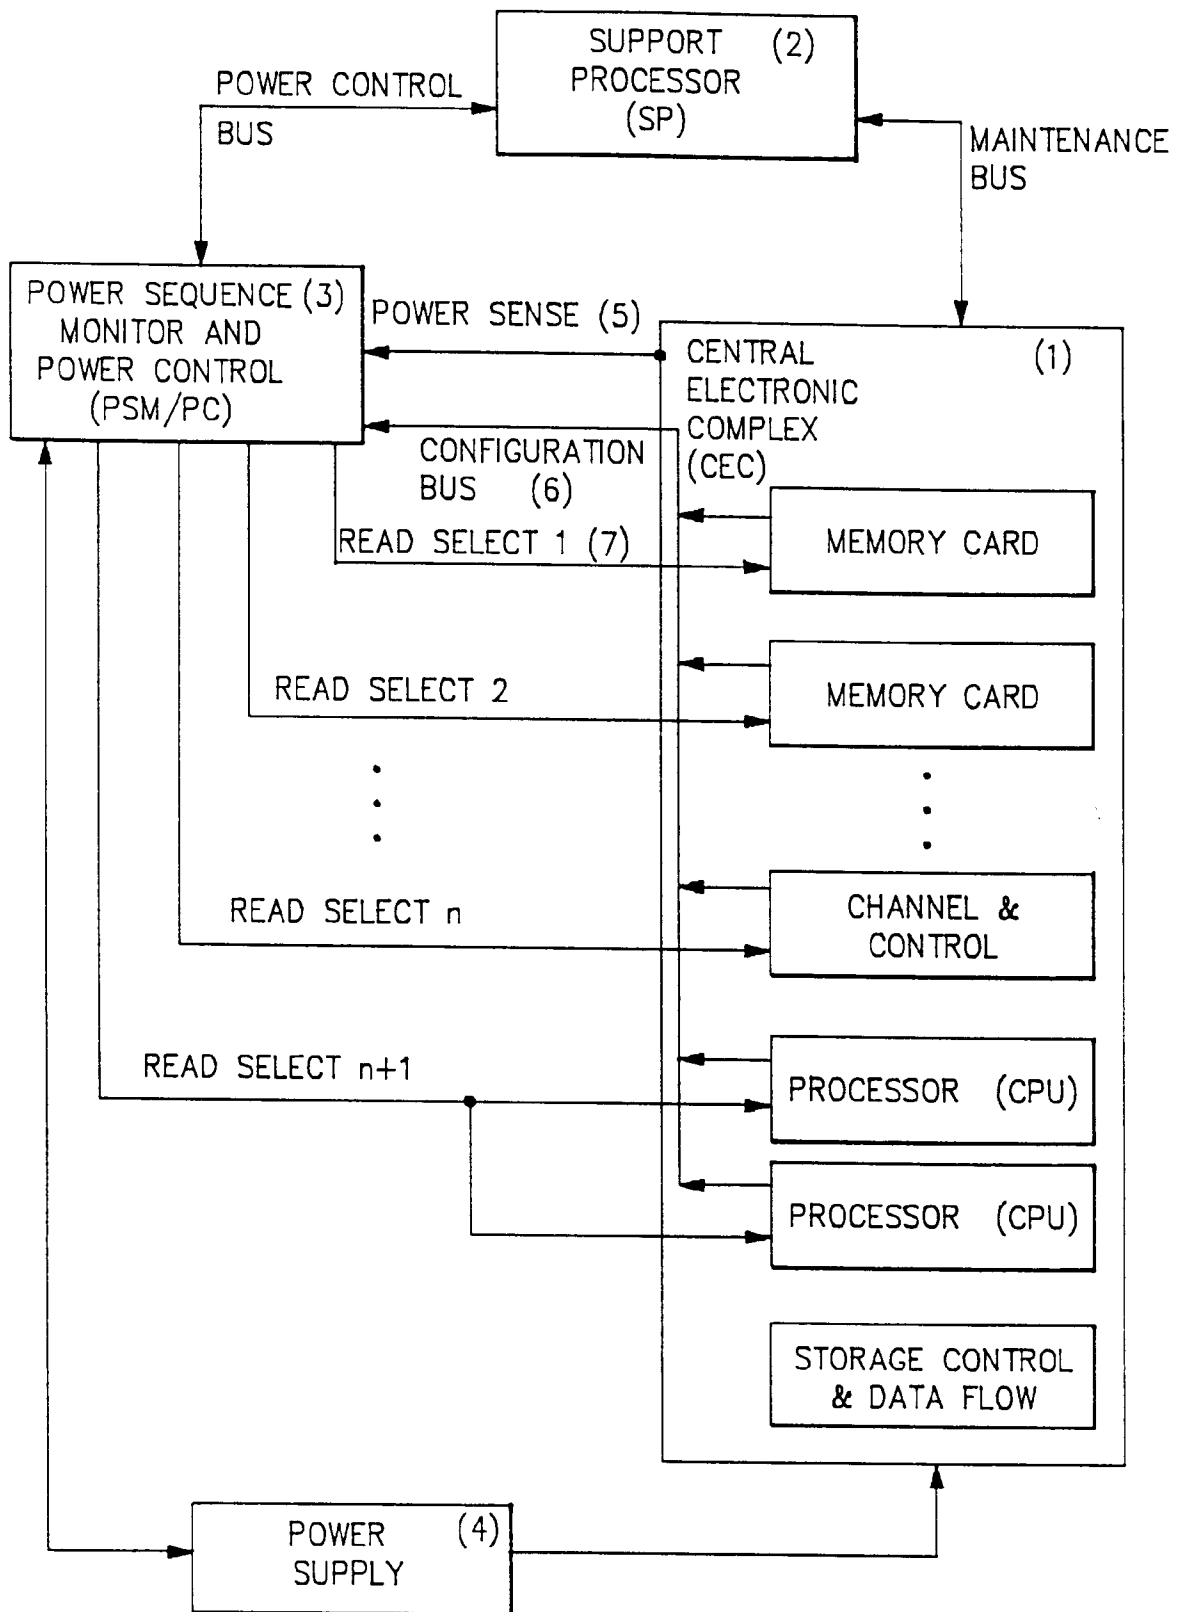 SUPPORT (2)
PROCESSOR
(SP)
POWER CONTROL
BUS
MAINTENANCE
BUS
POWER SEQUENCE (3)
MONITOR AND
POWER CONTROL
(PSM/PC)
POWER SENSE (5)
(1)
CENTRAL
ELECTRONIC
COMPLEX
(CEC)
CONFIGURATION
BUS (6)
READ SELECT 1 (7)
MEMORY CARD
READ SELECT 2
MEMORY CARD
READ SELECT n
CHANNEL &
CONTROL
READ SELECT n+1
PROCESSOR (CPU)
PROCESSOR (CPU)
STORAGE CONTROL
& DATA FLOW
POWER (4)
SUPPLY